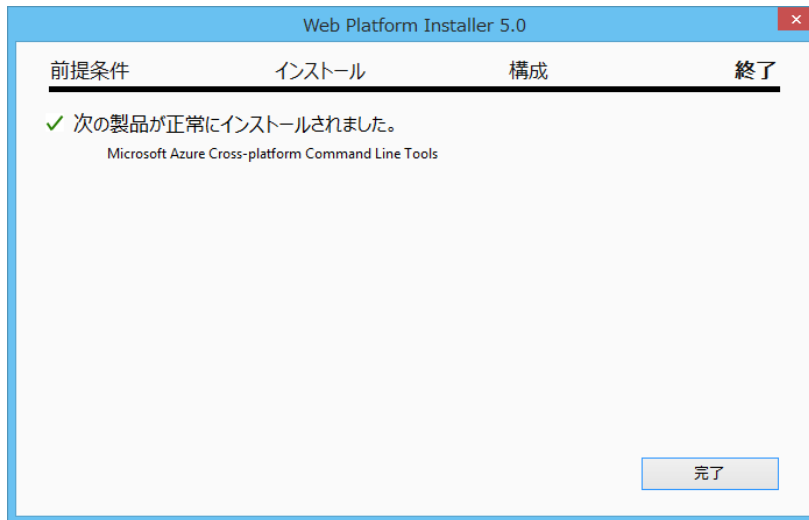 Web Platform Installer 5.0
前提条件 インストール 構成 終了
次の製品が正常にインストールされました。
Microsoft Azure Cross-platform Command Line Tools
完了